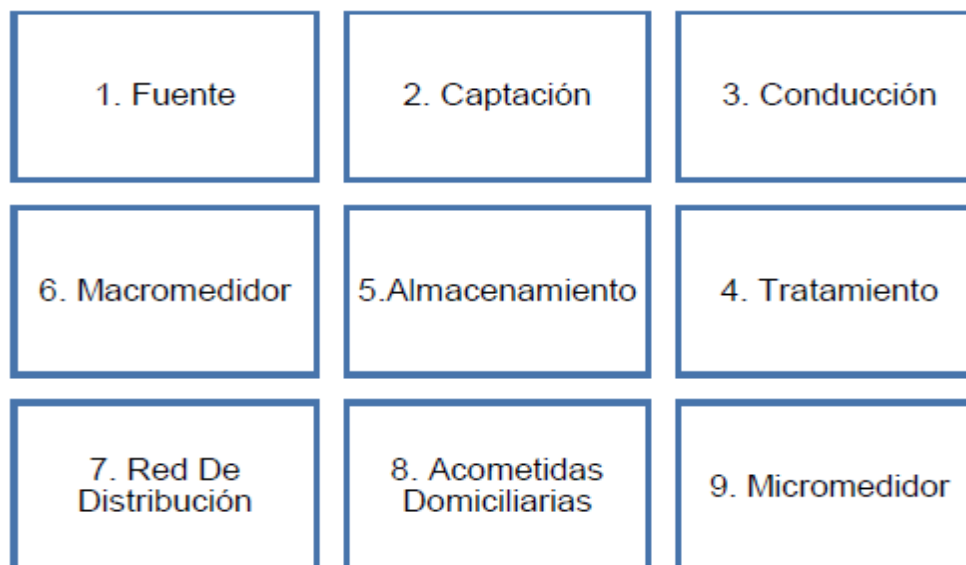 1. Fuente
2. Captación
3. Conducción
6. Macromedidor
5.Almacenamiento
4. Tratamiento
7. Red De
Distribución
8. Acometidas
Domiciliarias
9. Micromedidor